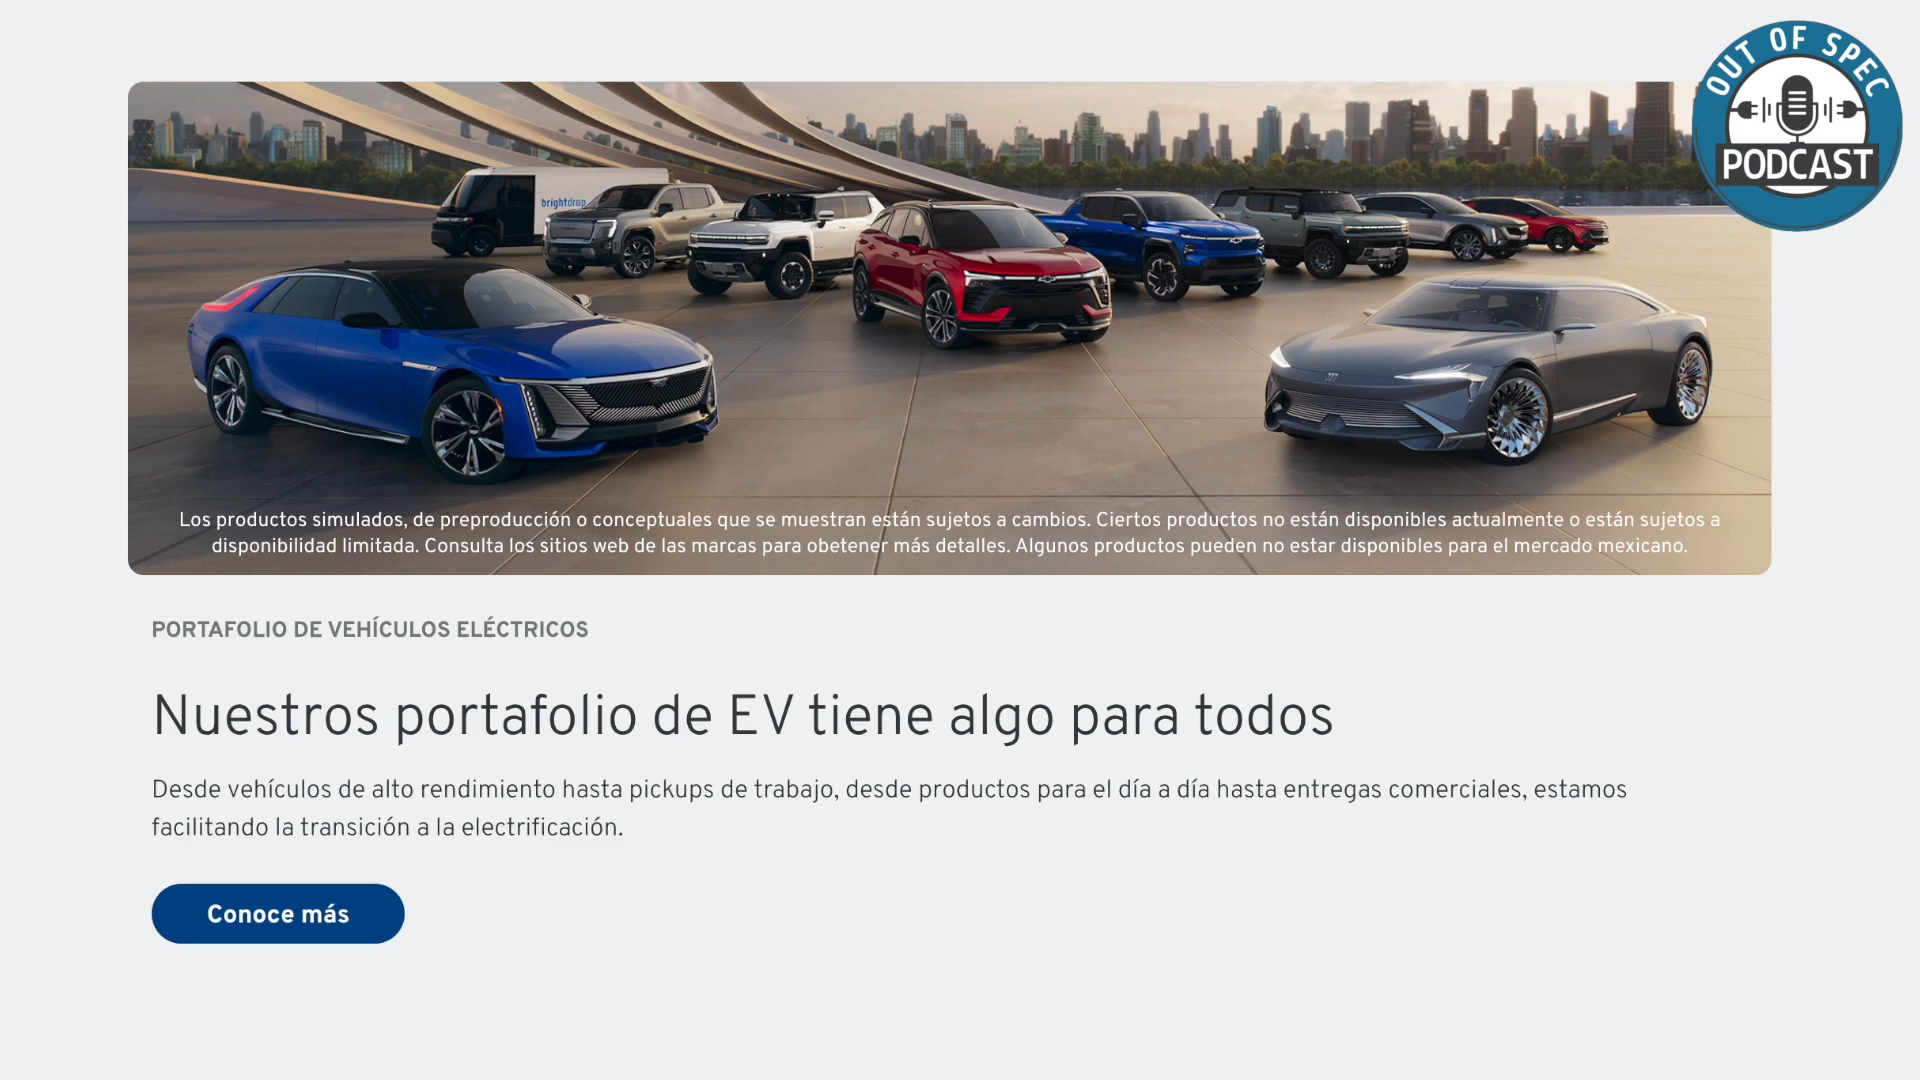 OUT OF SPEC
PODCAST
brightdrop
Los productos simulados, de preproducción o conceptuales que se muestran están sujetos a cambios. Ciertos productos no están disponibles actualmente o están sujetos a
disponibilidad limitada. Consulta los sitios web de las marcas para obetener más detalles. Algunos productos pueden no estar disponibles para el mercado mexicano.
PORTAFOLIO DE VEHÍCULOS ELÉCTRICOS
Nuestros portafolio de EV tiene algo para todos
Desde vehículos de alto rendimiento hasta pickups de trabajo, desde productos para el día a día hasta entregas comerciales, estamos
facilitando la transición a la electrificación.
Conoce más